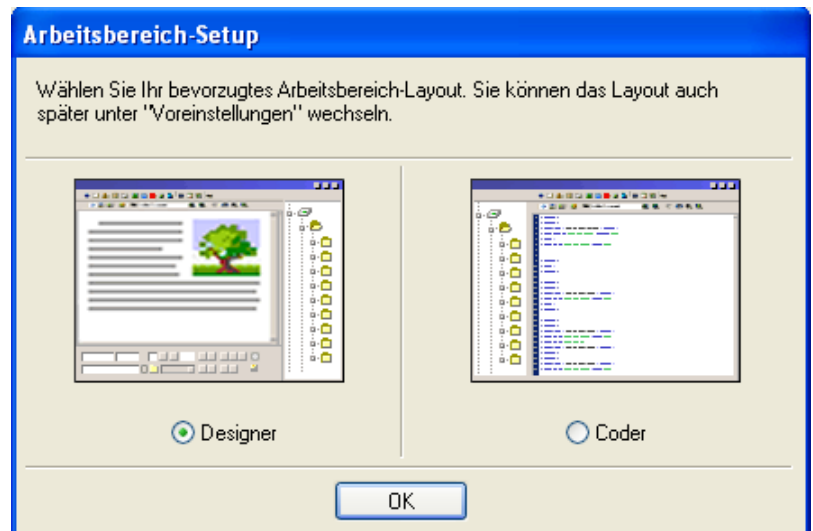 Arbeitsbereich-Setup
Wählen Sie Ihr bevorzugtes Arbeitsbereich-Layout. Sie können das Layout auch
später unter "Voreinstellungen" wechseln.
Designer
Coder
OK